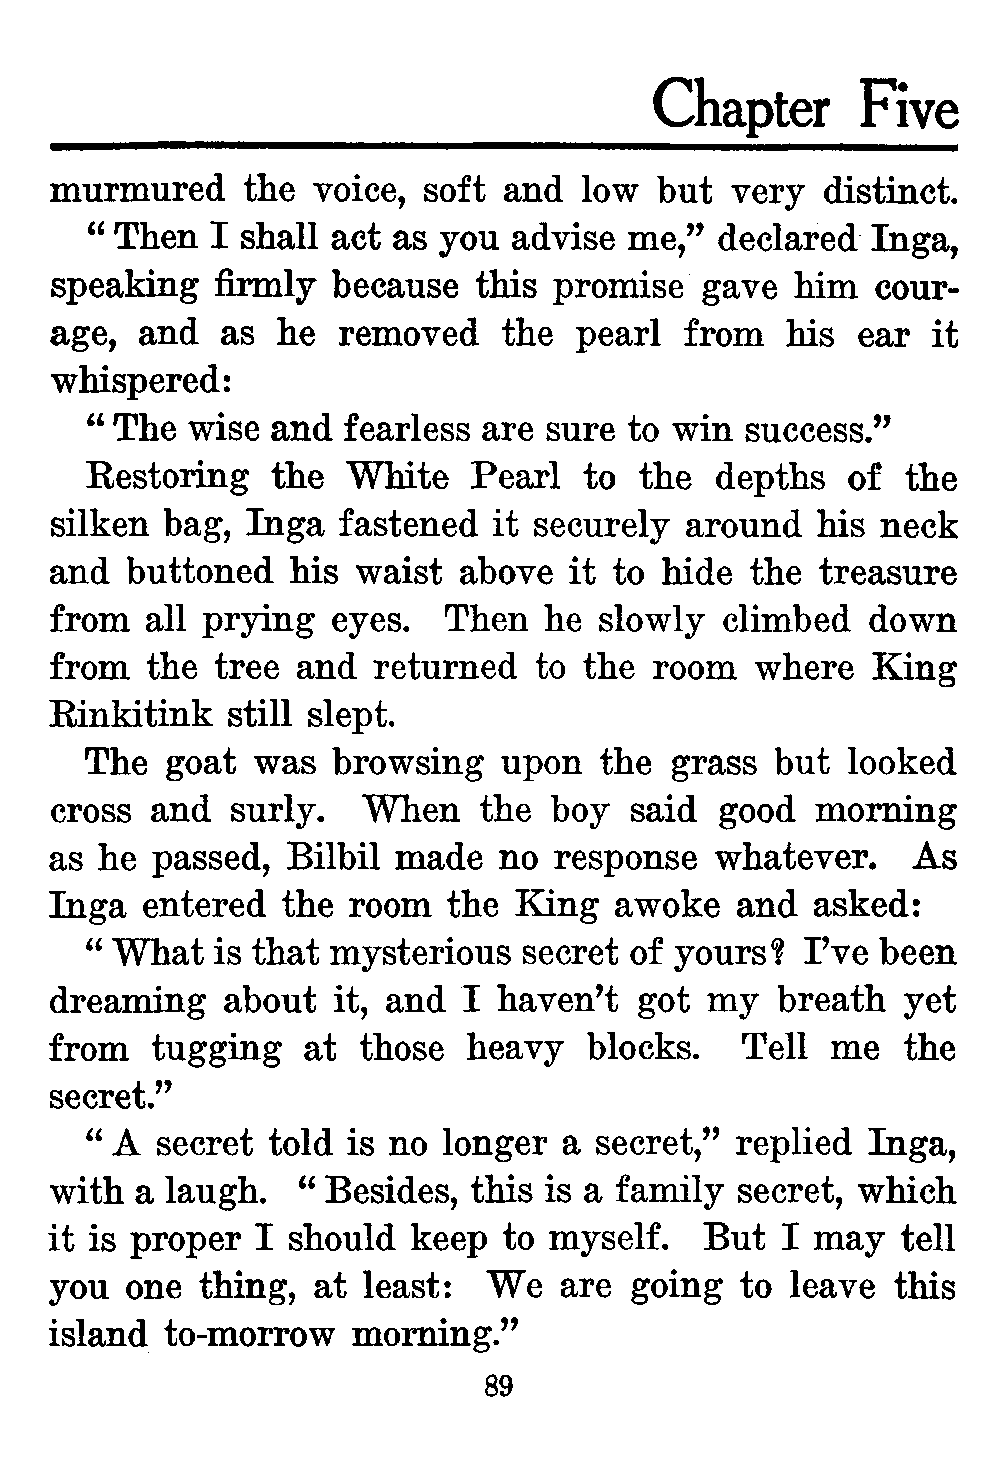 Chapter Five
murmured the voice, soft and low but very distinct.
“Then I shall act as you advise me,” declared Inga,
speaking firmly because this promise gave him cour-
age, and as he removed the pearl from his ear it
whispered:
“The wise and fearless are sure to win success.”
Restoring the White Pearl to the depths of the
silken bag, Inga fastened it securely around his neck
and buttoned his waist above it to hide the treasure
from all prying eyes. Then he slowly climbed down
from the tree and returned to the room where King
Rinkitink still slept.
The goat was browsing upon the grass but looked
cross and surly. When the boy said good morning
as he passed, Bilbil made no response whatever. As
Inga entered the room the King awoke and asked:
“What is that mysterious secret of yours? I’ve been
dreaming about it, and I haven’t got my breath yet
from tugging at those heavy blocks. Tell me the
secret.”
“A secret told is no longer a secret,” replied Inga,
with a laugh. “Besides, this is a family secret, which
it is proper I should keep to myself. But I may tell
you one thing, at least: We are going to leave this
island to-morrow morning.”
89